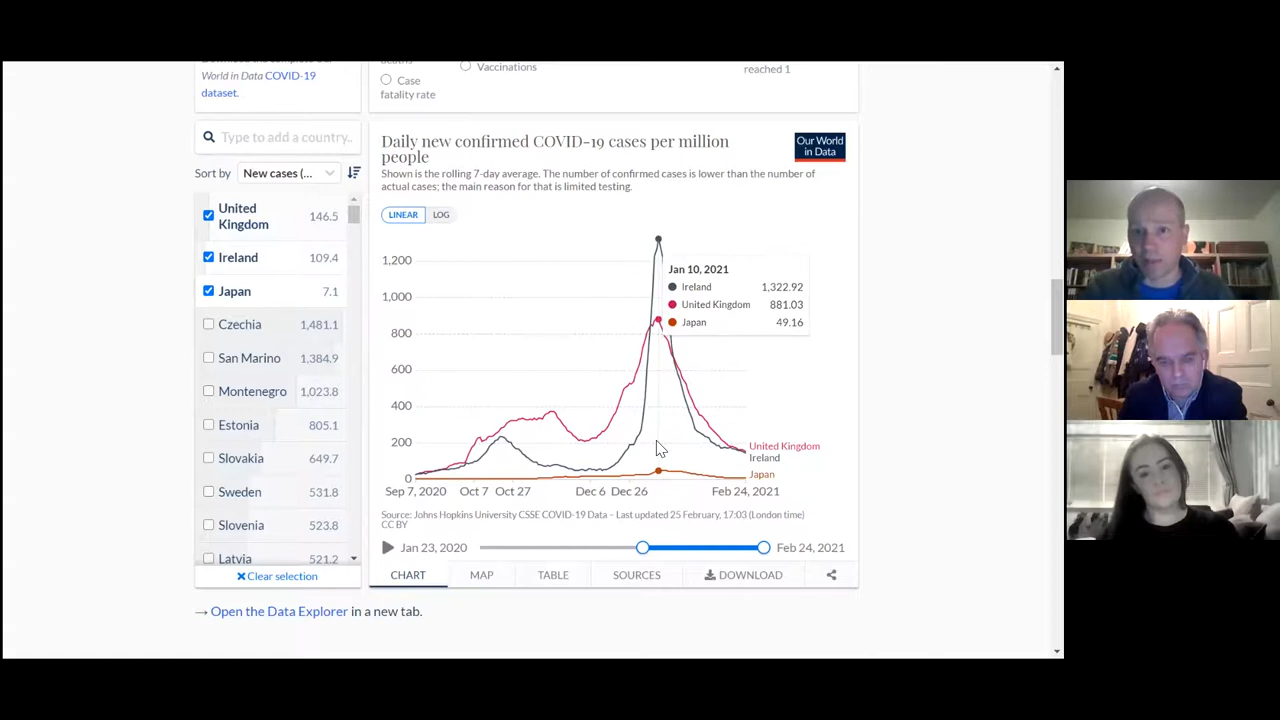 World in Data COVID-19
dataset.
Case
fatality rate
Vaccinations
reached 1
Type to add a country..
Sort by
New cases (...
United
Kingdom
146.5
Ireland
109.4
Japan
7.1
Czechia
1,481.1
San Marino
1,384.9
Montenegro
1,023.8
Estonia
805.1
Slovakia
649.7
Sweden
531.8
Slovenia
523.8
Latvia
521.2
Clear selection
Daily new confirmed COVID-19 cases per million
people
Our World
in Data
Shown is the rolling 7-day average. The number of confirmed cases is lower than the number of
actual cases; the main reason for that is limited testing.
LINEAR
LOG
1,200
1,000
800
600
400
200
0
Jan 10, 2021
Ireland 1,322.92
United Kingdom 881.03
Japan 49.16
United Kingdom
Ireland
Japan
Sep 7, 2020
Oct 7
Oct 27
Dec 6
Dec 26
Feb 24, 2021
Source: Johns Hopkins University CSSE COVID-19 Data – Last updated 25 February, 17:03 (London time)
CC BY
Jan 23, 2020
Feb 24, 2021
CHART
MAP
TABLE
SOURCES
DOWNLOAD
→ Open the Data Explorer in a new tab.